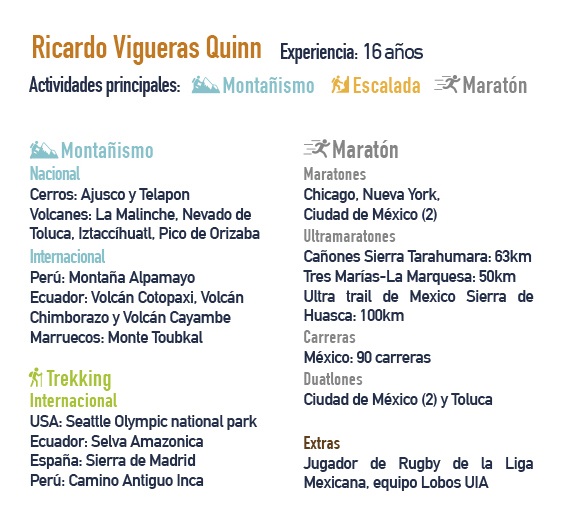 Ricardo Vigueras Quinn Experiencia: 16 años
Actividades principales: Montañismo Escalada Maratón
Montañismo
Nacional
Cerros: Ajusco y Telapon
Volcanes: La Malinche, Nevado de
Toluca, Iztaccíhuatl, Pico de Orizaba
Internacional
Perú: Montaña Alpamayo
Ecuador: Volcán Cotopaxi, Volcán
Chimborazo y Volcán Cayambe
Marruecos: Monte Toubkal
Trekking
Internacional
USA: Seattle Olympic national park
Ecuador: Selva Amazonica
España: Sierra de Madrid
Perú: Camino Antiguo Inca
Maratón
Maratones
Chicago, Nueva York,
Ciudad de México (2)
Ultramaratones
Cañones Sierra Tarahumara: 63km
Tres Marías-La Marquesa: 50km
Ultra trail de Mexico Sierra de
Huasca: 100km
Carreras
México: 90 carreras
Duatlones
Ciudad de México (2) y Toluca
Extras
Jugador de Rugby de la Liga
Mexicana, equipo Lobos UIA